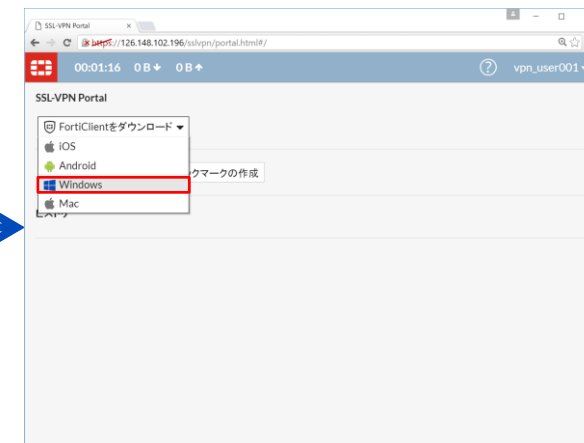 SSL-VPN Portal
https://126.148.102.196/sslvpn/portal.html#/
00:01:16 0 B 0 B vpn_user001
SSL-VPN Portal
FortiClientをダウンロード
iOS
Android
ックマークの作成
Windows
Mac